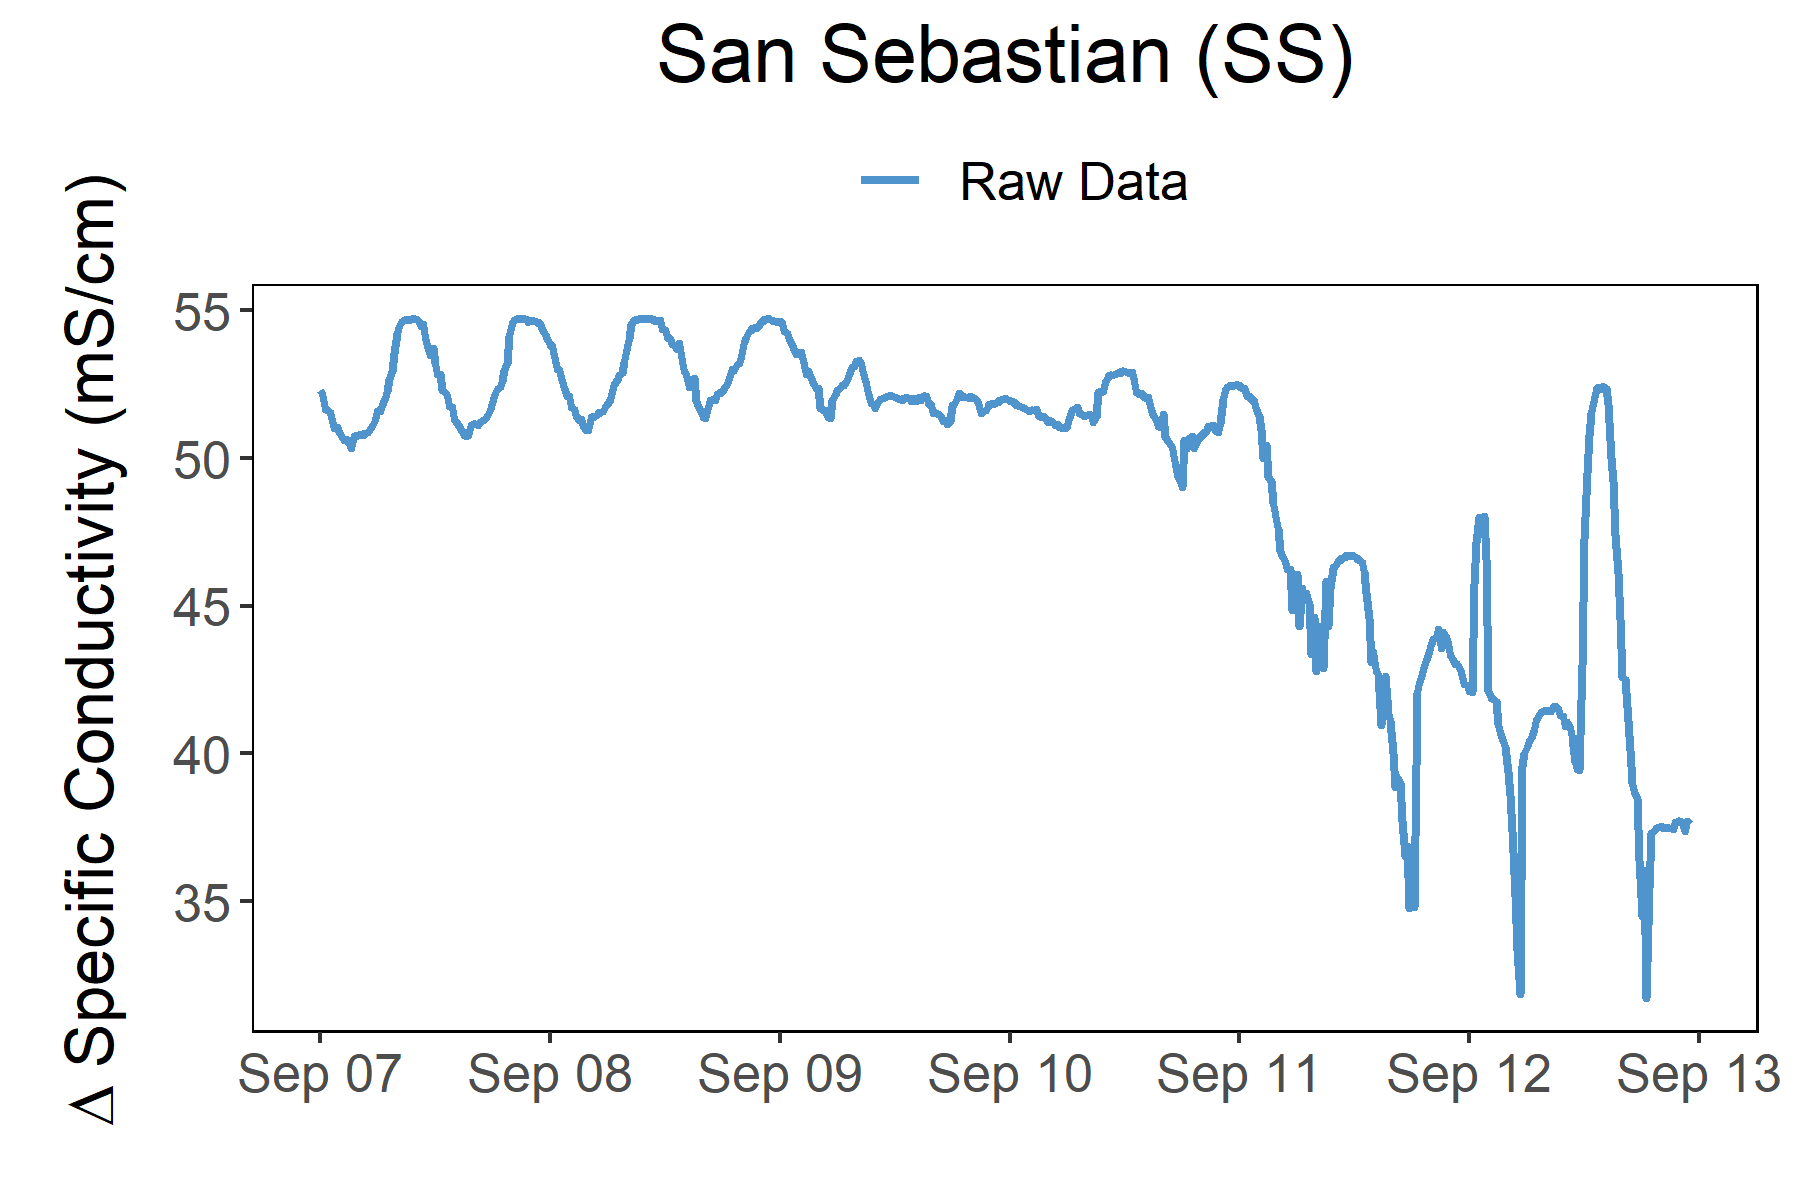 San Sebastian (SS)
Raw Data
Δ Specific Conductivity (mS/cm)
55
50
45
40
35
Sep 07 Sep 08 Sep 09 Sep 10 Sep 11 Sep 12 Sep 13